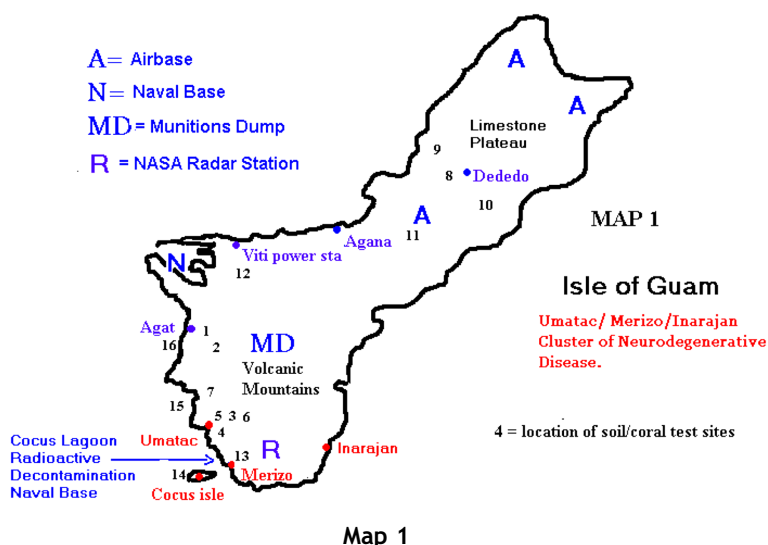 A= Airbase
N= Naval Base
MD = Munitions Dump
R = NASA Radar Station
A
A
Limestone
Plateau
9
8
Dededo
10
MAP 1
A
11
Agana
Viti power sta
12
N
Isle of Guam
Umatac/ Merizo/Inarajan
Cluster of Neurodegenerative
Disease.
Agat
1
16
2
MD
Volcanic
Mountains
7
15
5 3 6
4
4 = location of soil/coral test sites
Umatac
R
Inarajan
Cocus Lagoon
Radioactive
Decontamination
Naval Base
13
Merizo
14
Cocus isle
Map 1